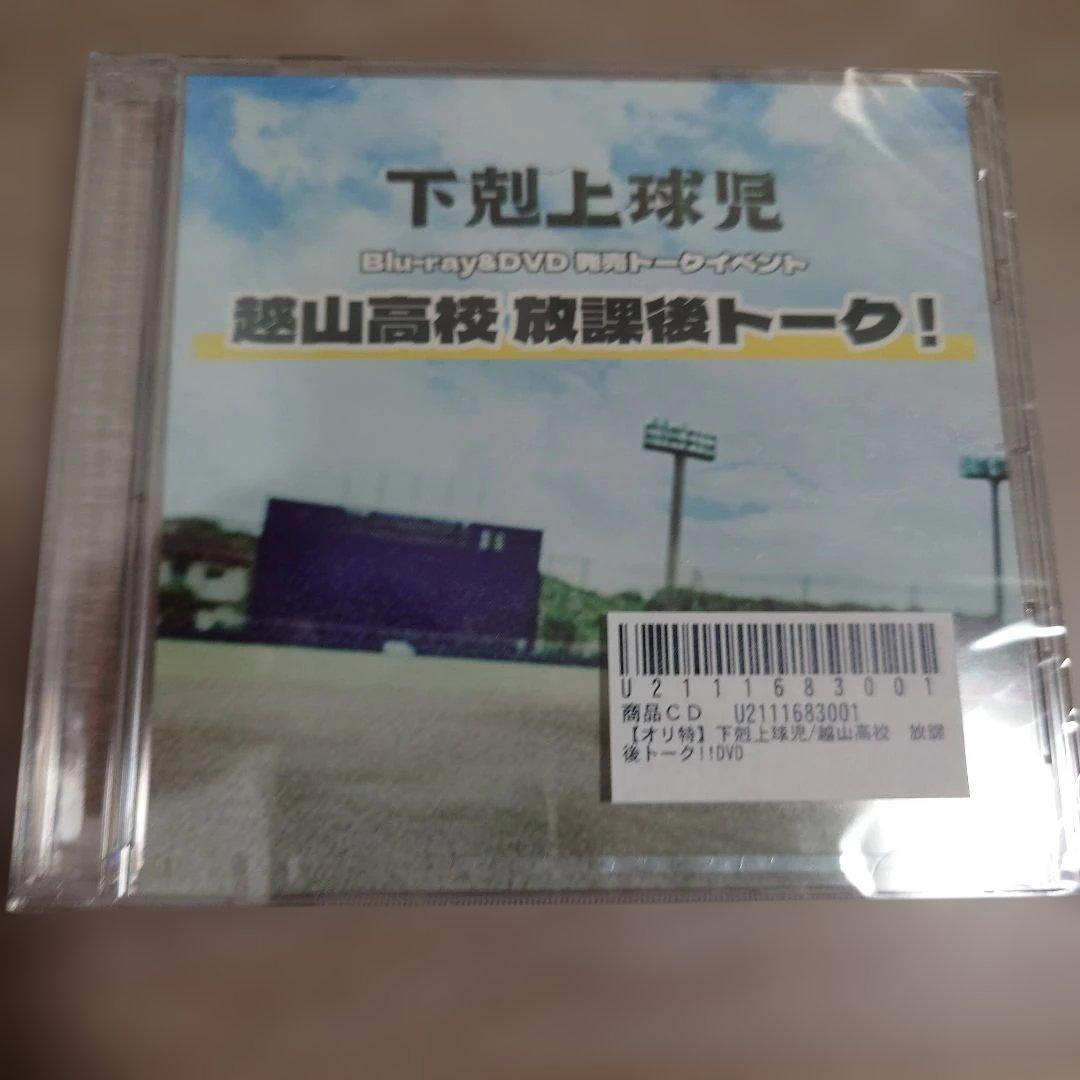 下剋上球児
Blu-ray&DVD 発売トークイベント
越山高校 放課後トーク!
U2111683001
商品CD U2111683001
【オリ特】下剋上球児/越山高校 放課
後トーク!!DVD